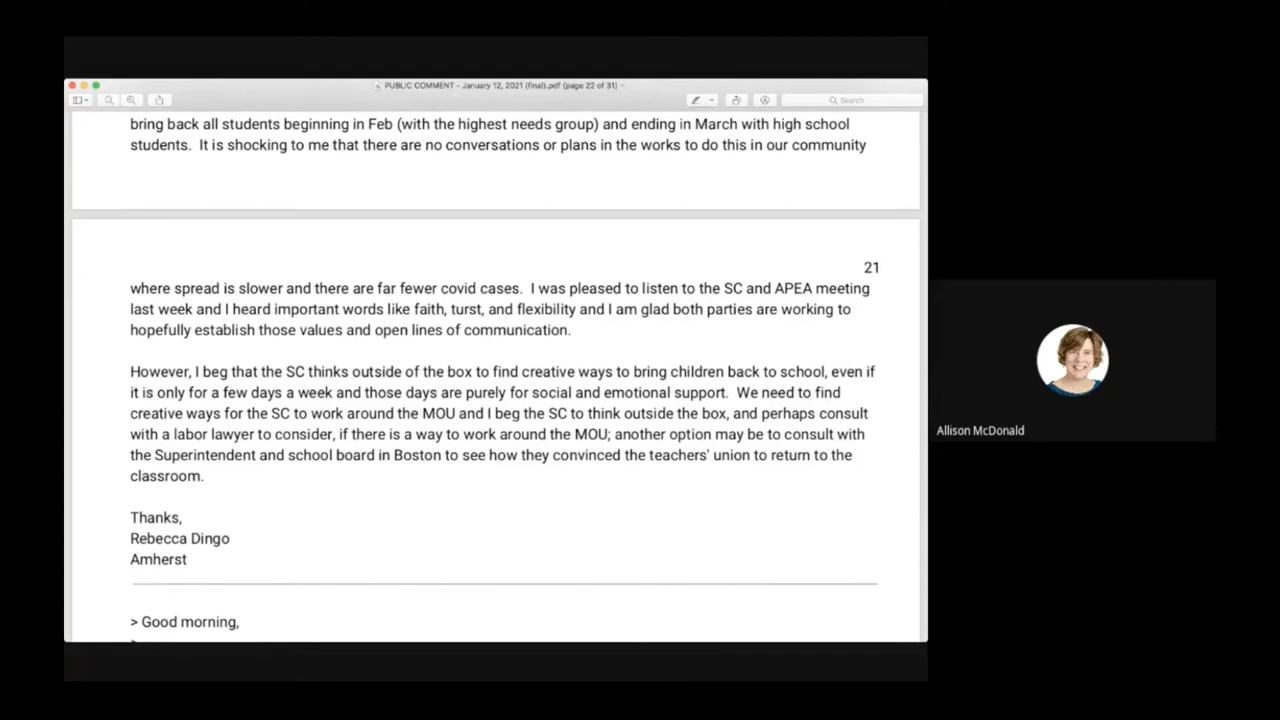 PUBLIC COMMENT - January 12, 2021 (final).pdf (page 22 of 31)
Search
bring back all students beginning in Feb (with the highest needs group) and ending in March with high school
students.  It is shocking to me that there are no conversations or plans in the works to do this in our community
21
where spread is slower and there are far fewer covid cases.  I was pleased to listen to the SC and APEA meeting
last week and I heard important words like faith, turst, and flexibility and I am glad both parties are working to
hopefully establish those values and open lines of communication.
However, I beg that the SC thinks outside of the box to find creative ways to bring children back to school, even if
it is only for a few days a week and those days are purely for social and emotional support.  We need to find
creative ways for the SC to work around the MOU and I beg the SC to think outside the box, and perhaps consult
with a labor lawyer to consider, if there is a way to work around the MOU; another option may be to consult with
the Superintendent and school board in Boston to see how they convinced the teachers' union to return to the
classroom.
Thanks,
Rebecca Dingo
Amherst
> Good morning,
>
Allison McDonald